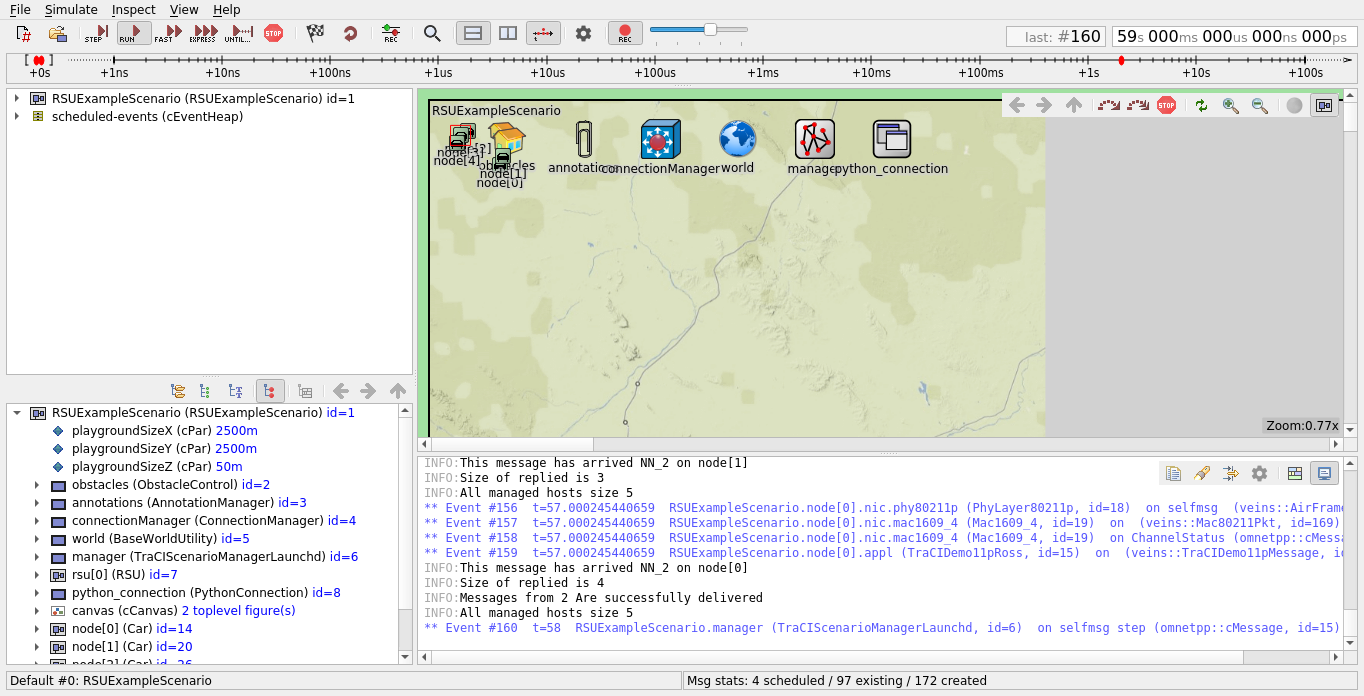 File Simulate Inspect View Help
STEP RUN FAST EXPRESS UNTIL... STOP REC REC
last: #160 59s 000ms 000us 000ns 000ps
+0s +1ns +10ns +100ns +1us +10us +100us +1ms +10ms +100ms +1s +10s +100s
RSUExampleScenario (RSUExampleScenario) id=1
scheduled-events (cEventHeap)
RSUExampleScenario
STOP
node[4]
node[1]
node[0]
connectionManager
world
python_connection
Zoom:0.77x
RSUExampleScenario (RSUExampleScenario) id=1
playgroundSizeX (cPar) 2500m
playgroundSizeY (cPar) 2500m
playgroundSizeZ (cPar) 50m
obstacles (ObstacleControl) id=2
annotations (AnnotationManager) id=3
connectionManager (ConnectionManager) id=4
world (BaseWorldUtility) id=5
manager (TraCIScenarioManagerLaunchd) id=6
rsu[0] (RSU) id=7
python_connection (PythonConnection) id=8
canvas (cCanvas) 2 toplevel figure(s)
node[0] (Car) id=14
node[1] (Car) id=20
INFO:This message has arrived NN_2 on node[1]
INFO:Size of replied is 3
INFO:All managed hosts size 5
** Event #156 t=57.000245440659 RSUExampleScenario.node[0].nic.phy80211p (PhyLayer80211p, id=18) on selfmsg (veins::AirFrame
** Event #157 t=57.000245440659 RSUExampleScenario.node[0].nic.mac1609_4 (Mac1609_4, id=19) on (veins::Mac80211Pkt, id=169)
** Event #158 t=57.000245440659 RSUExampleScenario.node[0].nic.mac1609_4 (Mac1609_4, id=19) on ChannelStatus (omnetpp::cMessa
** Event #159 t=57.000245440659 RSUExampleScenario.node[0].appl (TraCIDemo11pRoss, id=15) on (veins::TraCIDemo11pMessage, id
INFO:This message has arrived NN_2 on node[0]
INFO:Size of replied is 4
INFO:Messages from 2 Are successfully delivered
INFO:All managed hosts size 5
** Event #160 t=58 RSUExampleScenario.manager (TraCIScenarioManagerLaunchd, id=6) on selfmsg step (omnetpp::cMessage, id=15)
Default #0: RSUExampleScenario
Msg stats: 4 scheduled / 97 existing / 172 created